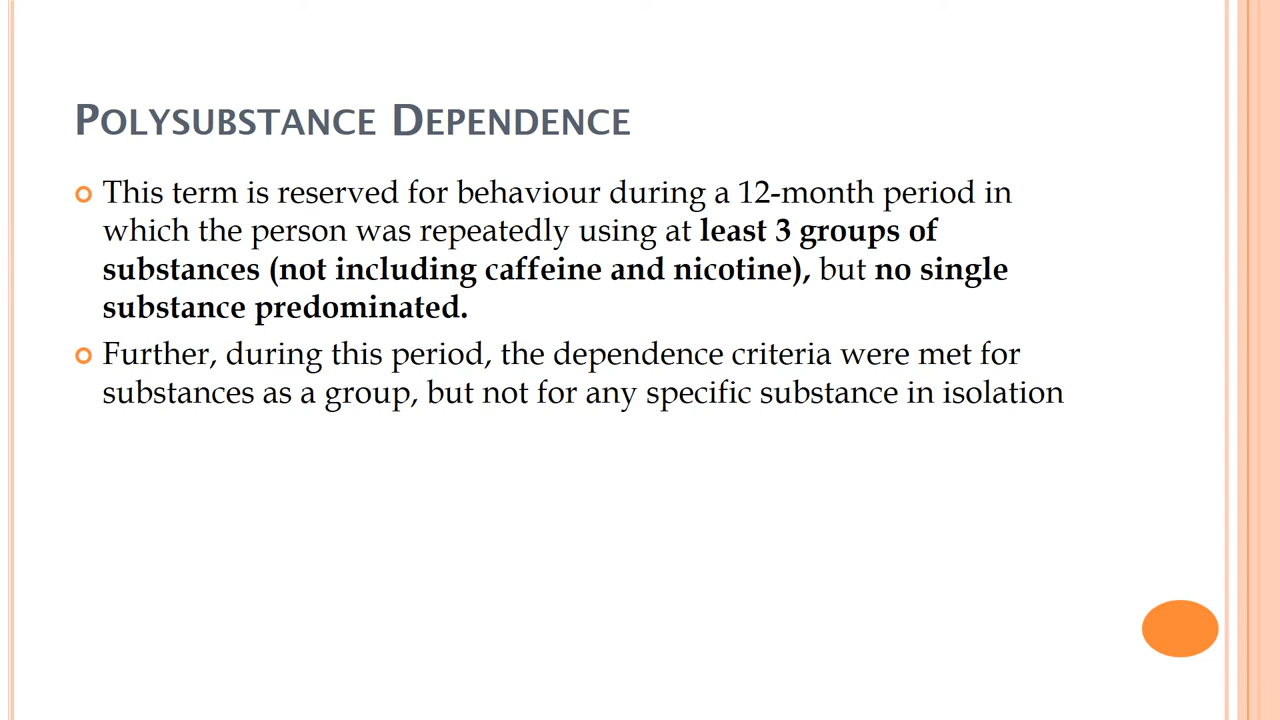 POLYSUBSTANCE DEPENDENCE
This term is reserved for behaviour during a 12-month period in
which the person was repeatedly using at least 3 groups of
substances (not including caffeine and nicotine), but no single
substance predominated.
Further, during this period, the dependence criteria were met for
substances as a group, but not for any specific substance in isolation